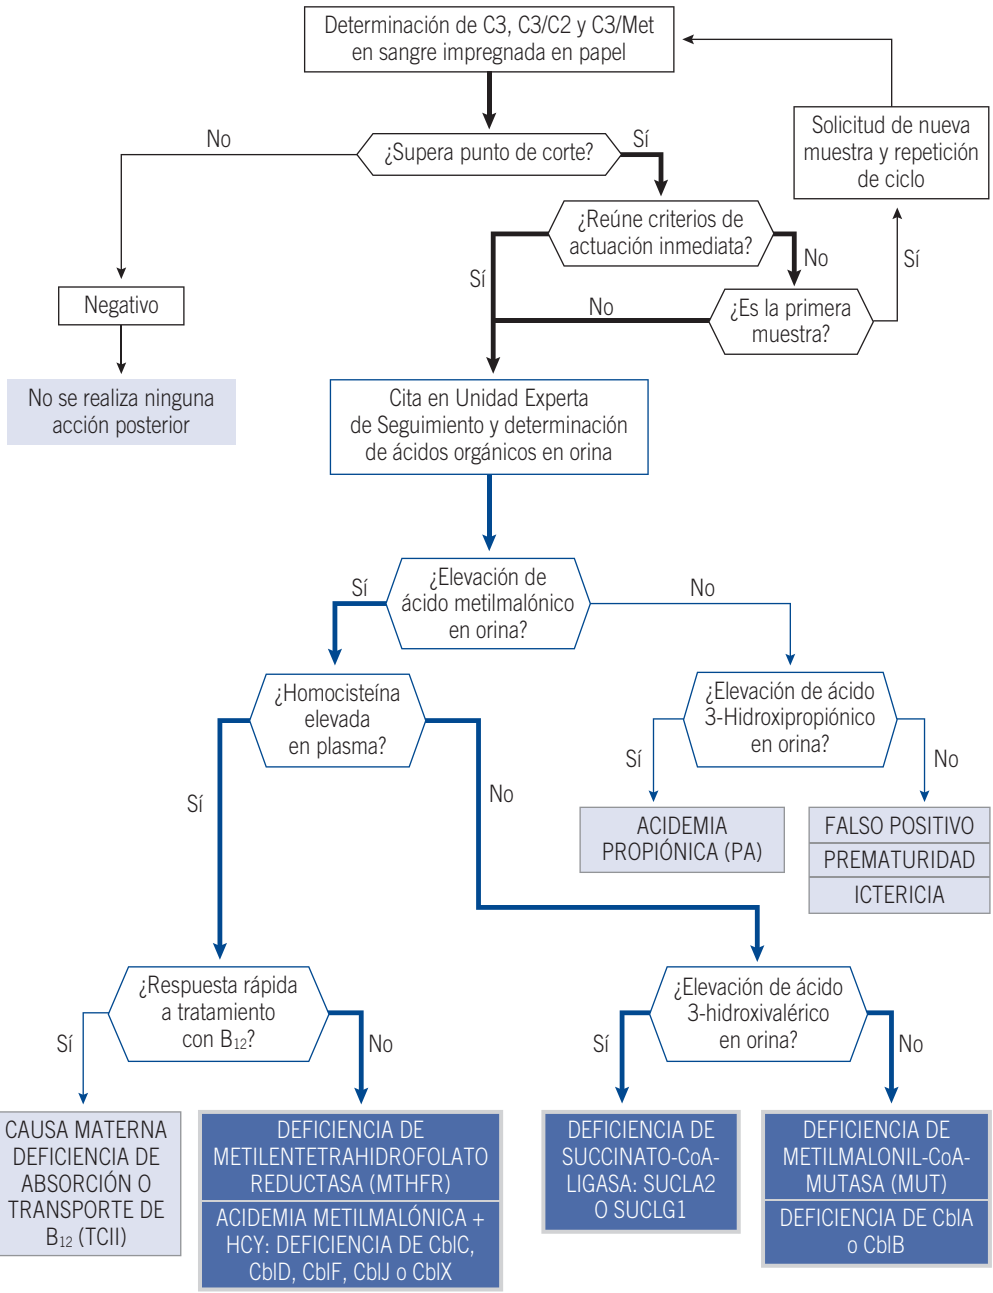 Determinación de C3, C3/C2 y C3/Met
en sangre impregnada en papel
Solicitud de nueva
muestra y repetición
de ciclo
No
¿Supera punto de corte?
Sí
¿Reúne criterios de
actuación inmediata?
Sí
No
Sí
Negativo
No
¿Es la primera
muestra?
No se realiza ninguna
acción posterior
Cita en Unidad Experta
de Seguimiento y determinación
de ácidos orgánicos en orina
Sí
¿Elevación de
ácido metilmalónico
en orina?
No
¿Homocisteína
elevada
en plasma?
¿Elevación de ácido
3-Hidroxipropiónico
en orina?
Sí
No
Sí
No
ACIDEMIA
PROPIÓNICA (PA)
FALSO POSITIVO
PREMATURIDAD
ICTERICIA
¿Respuesta rápida
a tratamiento
con B₁₂?
¿Elevación de ácido
3-hidroxivalérico
en orina?
Sí
No
Sí
No
CAUSA MATERNA
DEFICIENCIA DE
ABSORCIÓN O
TRANSPORTE DE
B₁₂ (TCII)
DEFICIENCIA DE
METILENTETRAHIDROFOLATO
REDUCTASA (MTHFR)
ACIDEMIA METILMALÓNICA +
HCY: DEFICIENCIA DE CblC,
CblD, CblF, CblJ o CblX
DEFICIENCIA DE
SUCCINATO-CoA-
LIGASA: SUCLA2
O SUCLG1
DEFICIENCIA DE
METILMALONIL-CoA-
MUTASA (MUT)
DEFICIENCIA DE CblA
o CblB